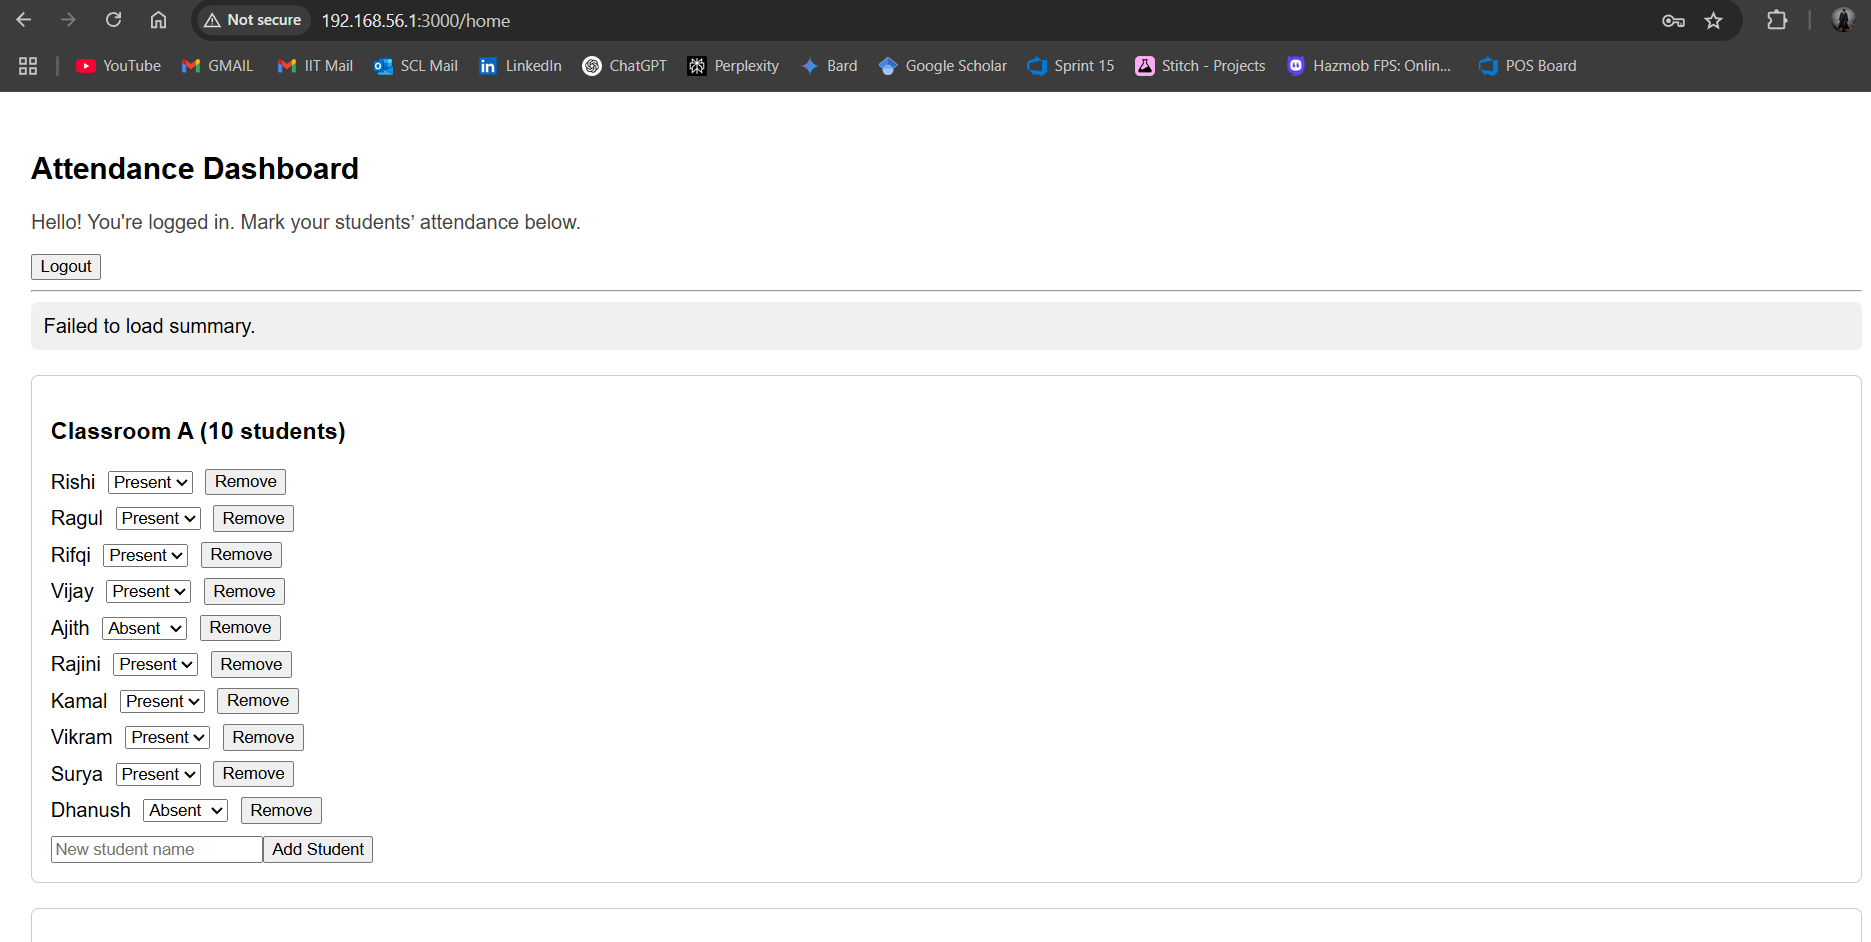 Not secure 192.168.56.1:3000/home
YouTube GMAIL IIT Mail SCL Mail LinkedIn ChatGPT Perplexity Bard Google Scholar Sprint 15 Stitch - Projects Hazmob FPS: Onlin... POS Board
Attendance Dashboard
Hello! You're logged in. Mark your students’ attendance below.
Logout
Failed to load summary.
Classroom A (10 students)
Rishi Present Remove
Ragul Present Remove
Rifqi Present Remove
Vijay Present Remove
Ajith Absent Remove
Rajini Present Remove
Kamal Present Remove
Vikram Present Remove
Surya Present Remove
Dhanush Absent Remove
New student name Add Student